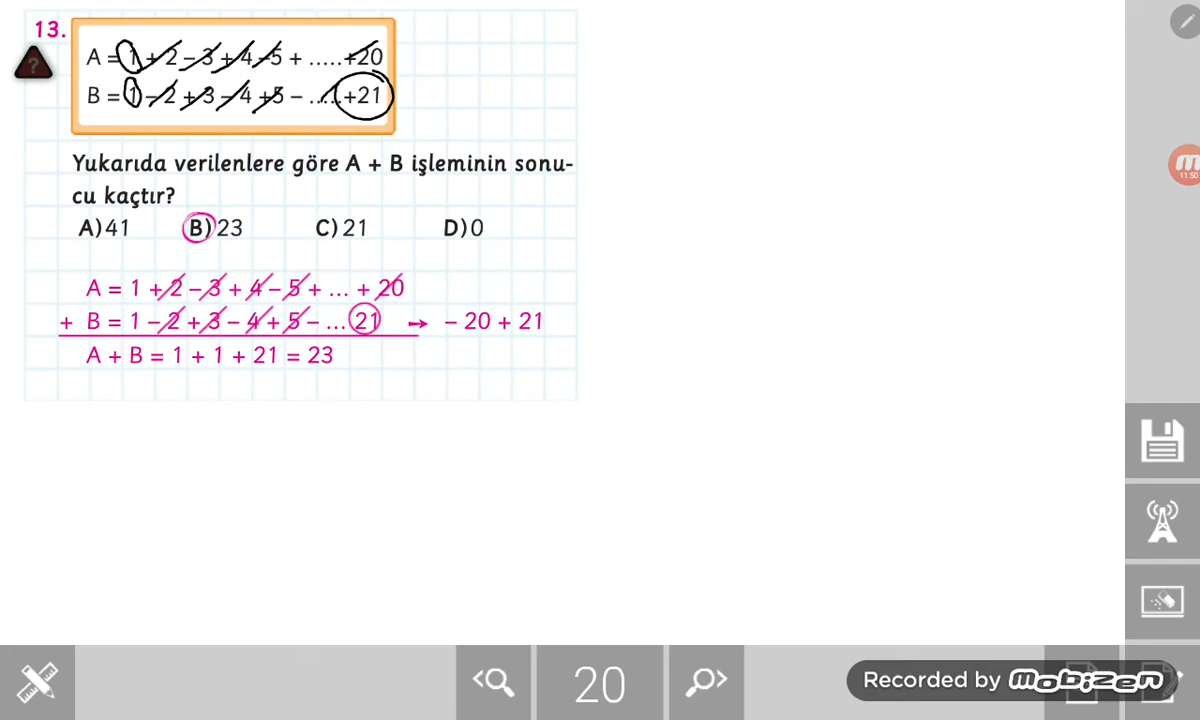 13.
?
A = 1 + 2 − 3 + 4 − 5 + ..... +20
B = 1 − 2 + 3 − 4 + 5 − ..... +21
Yukarıda verilenlere göre A + B işleminin sonu-
cu kaçtır?
A) 41 B) 23 C) 21 D) 0
A = 1 + 2 − 3 + 4 − 5 + ... + 20
+ B = 1 − 2 + 3 − 4 + 5 − ... 21 → − 20 + 21
A + B = 1 + 1 + 21 = 23
11:50
20
Recorded by mobizen